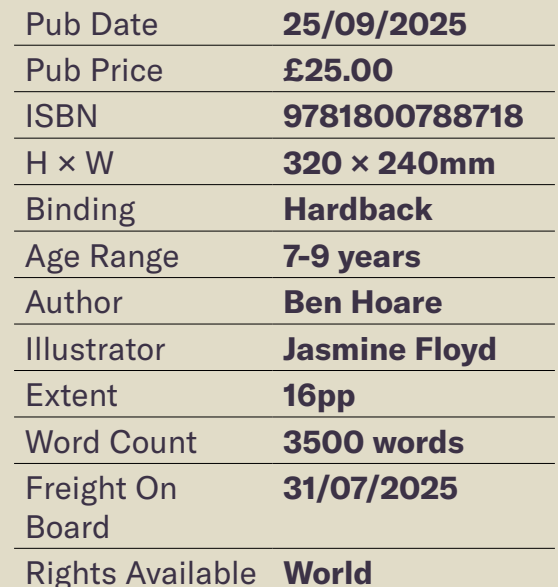 Pub Date 25/09/2025
Pub Price £25.00
ISBN 9781800788718
H × W 320 × 240mm
Binding Hardback
Age Range 7-9 years
Author Ben Hoare
Illustrator Jasmine Floyd
Extent 16pp
Word Count 3500 words
Freight On 31/07/2025
Board
Rights Available World